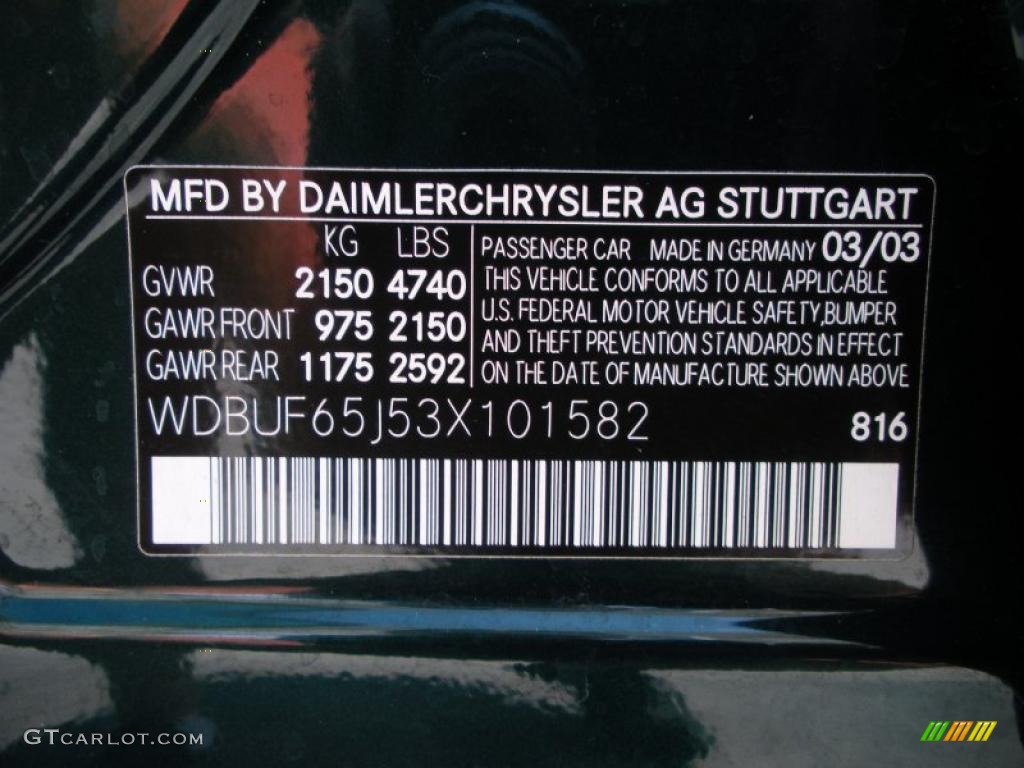 MFD BY DAIMLERCHRYSLER AG STUTTGART
KG LBS
GVWR 2150 4740
GAWR FRONT 975 2150
GAWR REAR 1175 2592
PASSENGER CAR MADE IN GERMANY 03/03
THIS VEHICLE CONFORMS TO ALL APPLICABLE
U.S. FEDERAL MOTOR VEHICLE SAFETY,BUMPER
AND THEFT PREVENTION STANDARDS IN EFFECT
ON THE DATE OF MANUFACTURE SHOWN ABOVE
WDBUF65J53X101582 816
GTCARLOT.COM